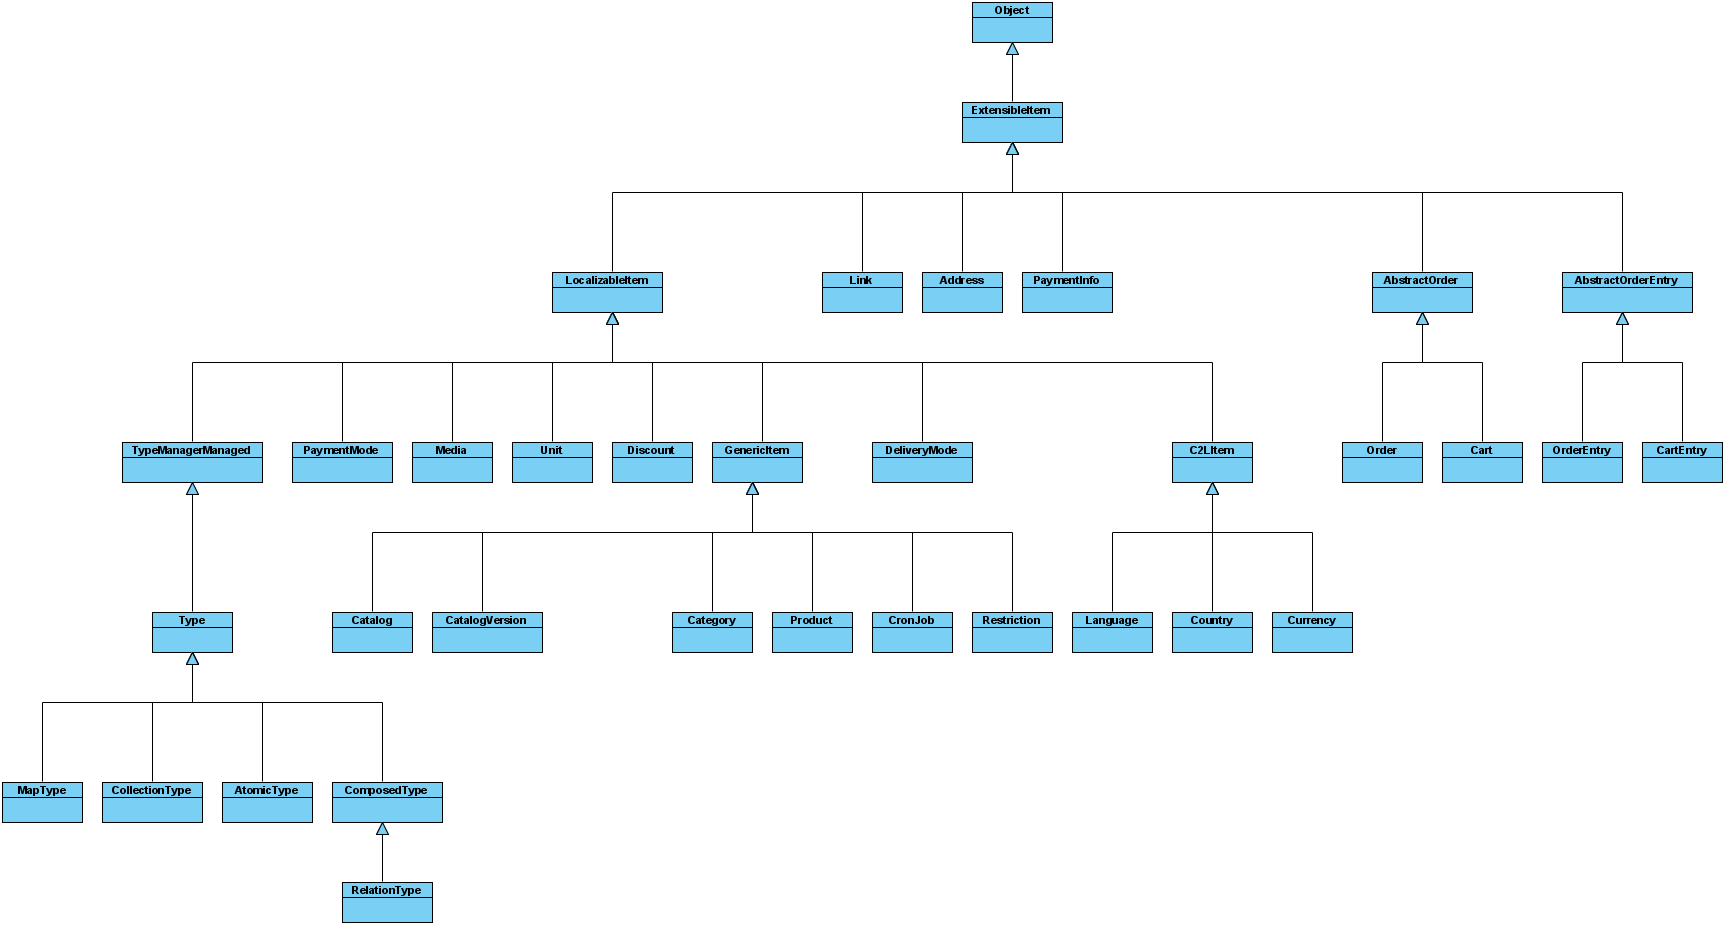 Object
ExtensibleItem
LocalizableItem
Link
Address
PaymentInfo
AbstractOrder
AbstractOrderEntry
TypeManagerManaged
PaymentMode
Media
Unit
Discount
GenericItem
DeliveryMode
C2LItem
Order
Cart
OrderEntry
CartEntry
Type
Catalog
CatalogVersion
Category
Product
CronJob
Restriction
Language
Country
Currency
MapType
CollectionType
AtomicType
ComposedType
RelationType